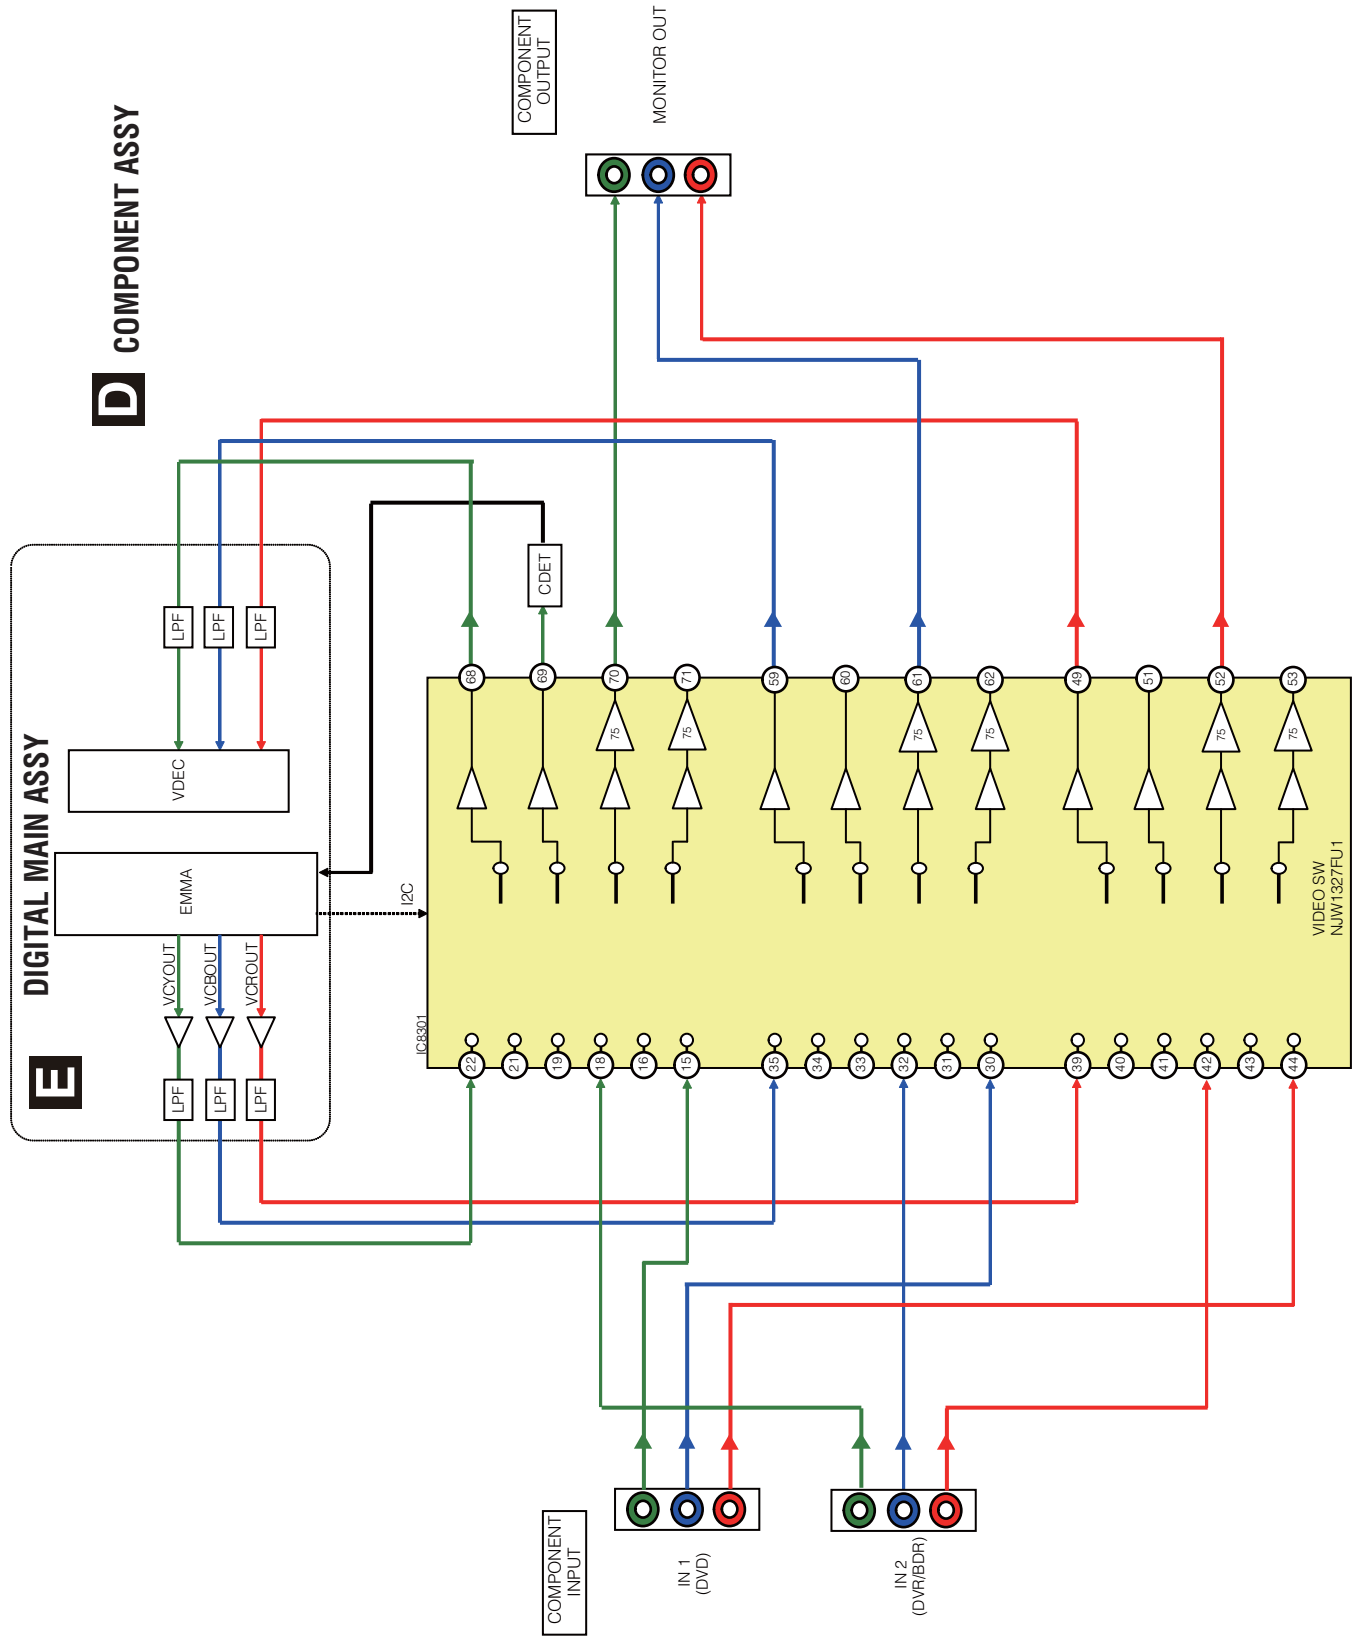 D COMPONENT ASSY
E DIGITAL MAIN ASSY
COMPONENT
INPUT
IN 1
(DVD)
IN 2
(DVR/BDR)
COMPONENT
OUTPUT
MONITOR OUT
LPF
LPF
LPF
VCYOUT
VCBOUT
VCROUT
EMMA
VDEC
LPF
LPF
LPF
I2C
CDET
IC8301
22
21
19
18
16
15
35
34
33
32
31
30
39
40
41
42
43
44
75
75
75
75
75
75
68
69
70
71
59
60
61
62
49
51
52
53
VIDEO SW
NJW1327FU1